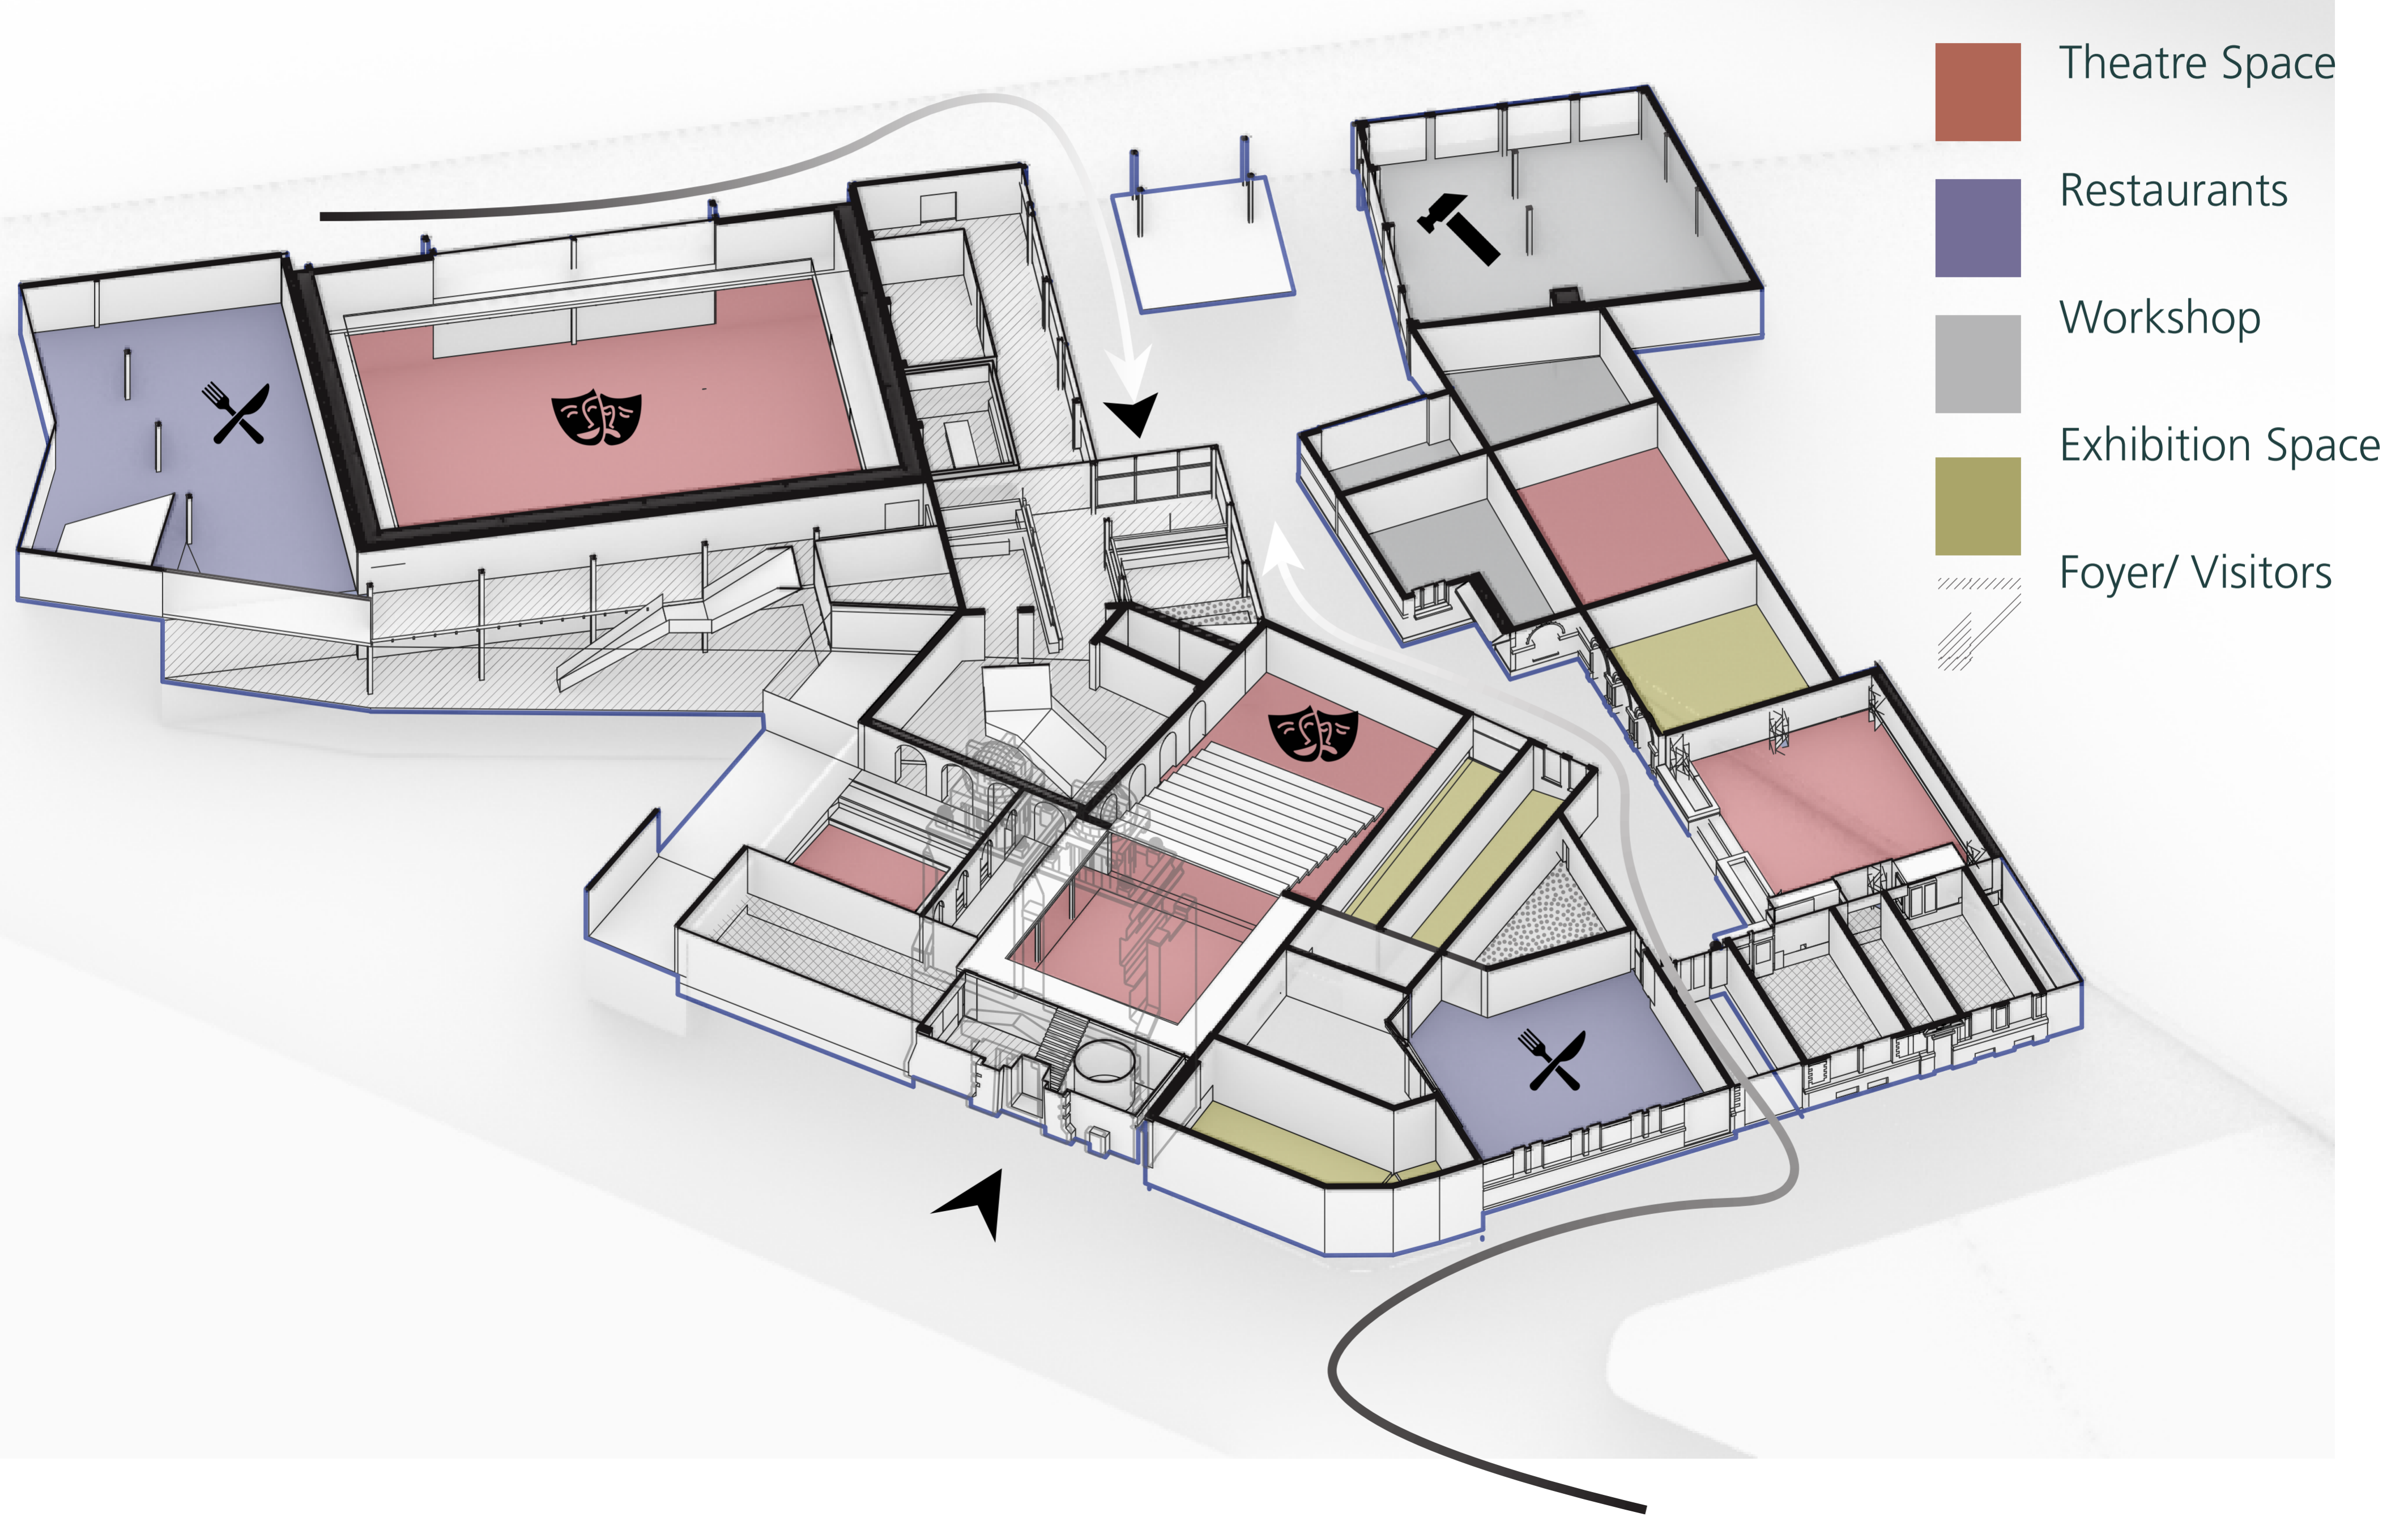 Theatre Space
Restaurants
Workshop
Exhibition Space
Foyer/ Visitors